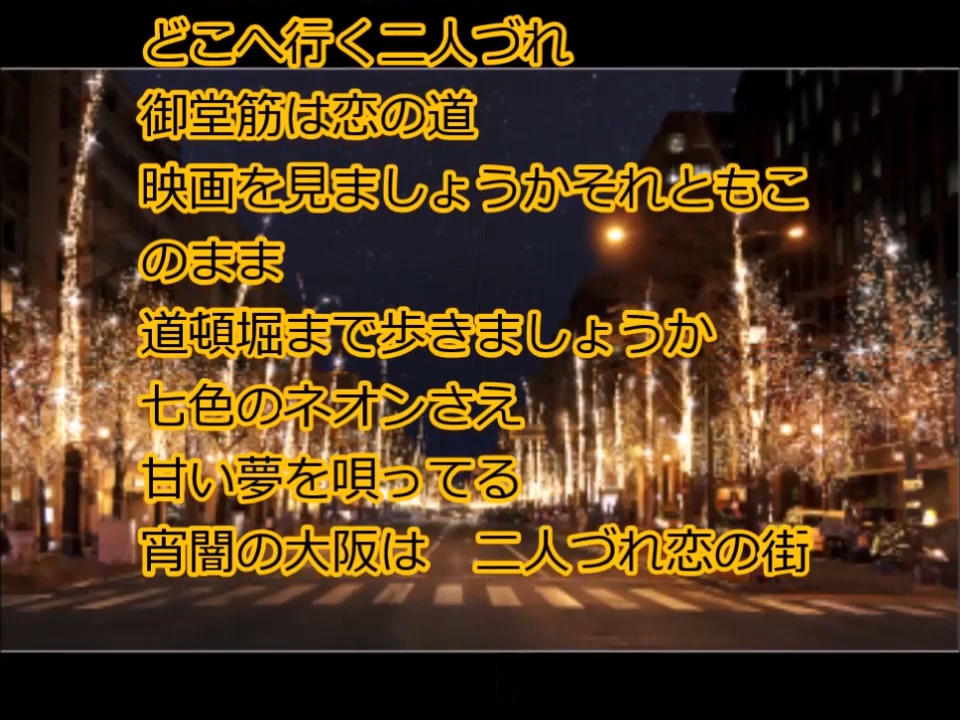 どこへ行く二人づれ
御堂筋は恋の道
映画を見ましょうかそれともこ
のまま
道頓堀まで歩きましょうか
七色のネオンさえ
甘い夢を唄ってる
宵闇の大阪は　二人づれ恋の街